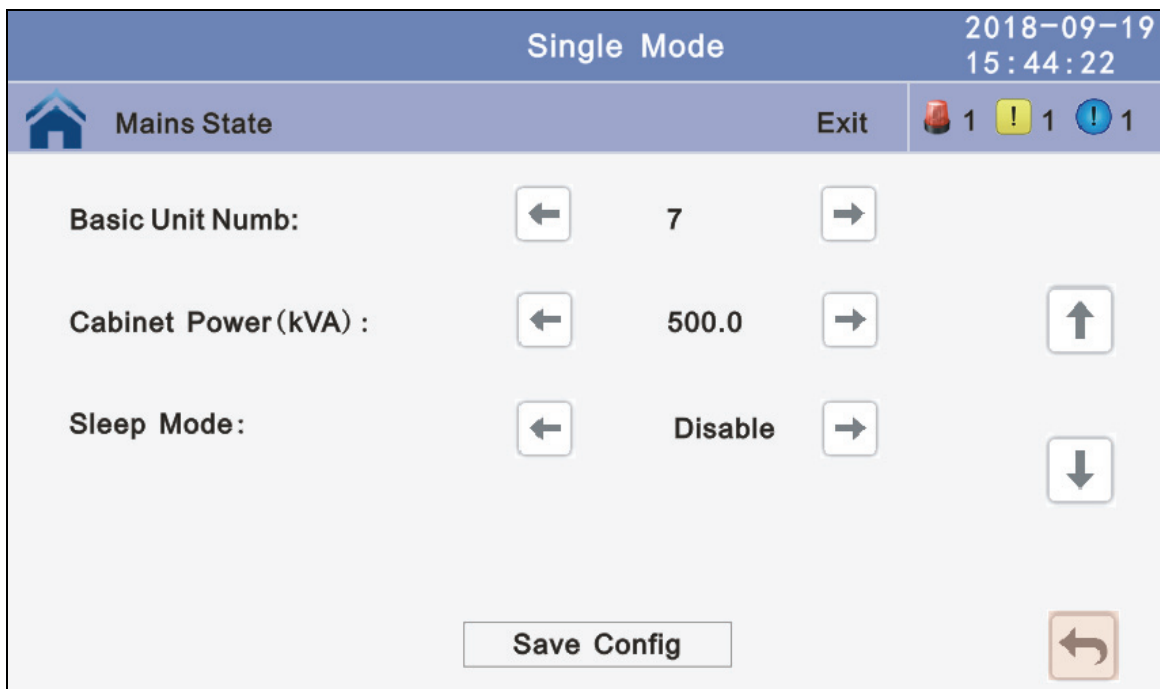 Single Mode
2018-09-19
15:44:22
Mains State
Exit
1
! 1
! 1
Basic Unit Numb:
7
Cabinet Power(kVA):
500.0
Sleep Mode:
Disable
Save Config